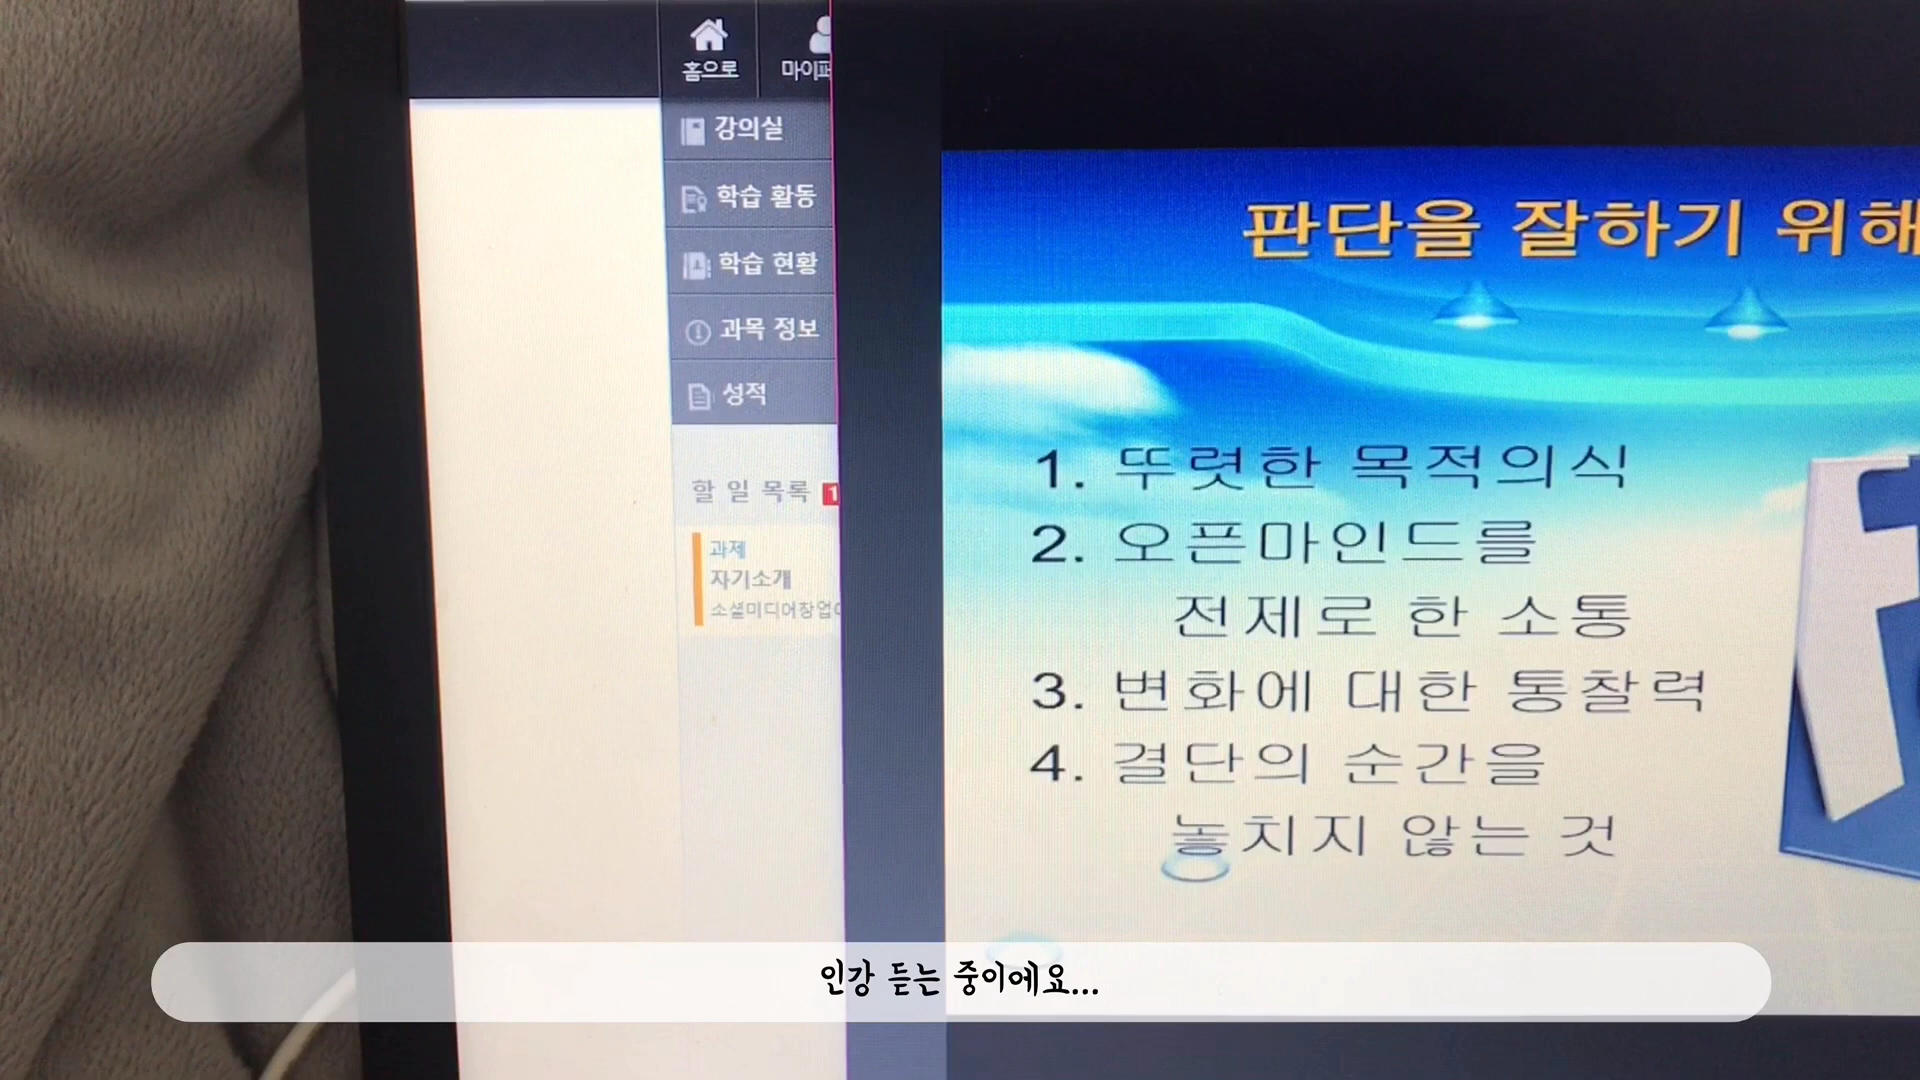 홈으로
강의실
학습 활동
학습 현황
과목 정보
성적
할 일 목록 1
과제
자기소개
판단을 잘하기 위해
1. 뚜렷한 목적의식
2. 오픈마인드를
전제로 한 소통
3. 변화에 대한 통찰력
4. 결단의 순간을
놓치지 않는 것
인강 듣는 중이에요...